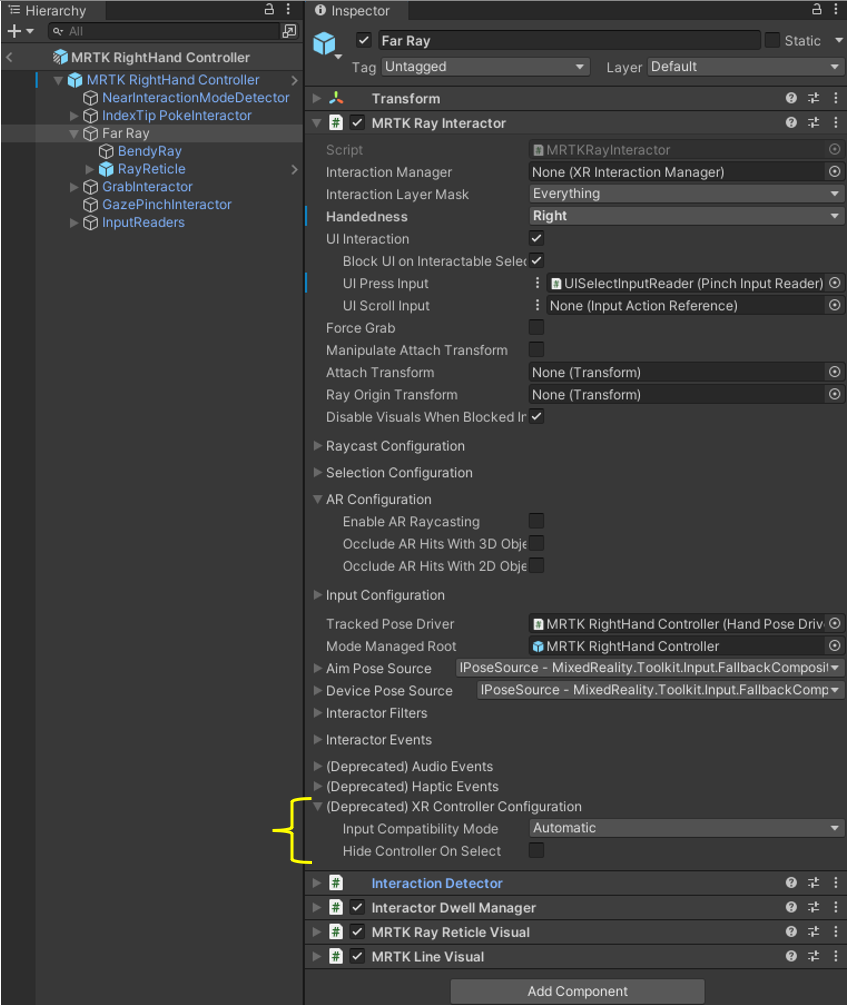 Hierarchy
All
MRTK RightHand Controller
MRTK RightHand Controller
NearInteractionModeDetector
IndexTip PokeInteractor
Far Ray
BendyRay
RayReticle
GrabInteractor
GazePinchInteractor
InputReaders
Inspector
Far Ray
Static
Tag Untagged
Layer Default
Transform
MRTK Ray Interactor
Script MRTKRayInteractor
Interaction Manager None (XR Interaction Manager)
Interaction Layer Mask Everything
Handedness Right
UI Interaction
Block UI on Interactable Selec
UI Press Input UISelectInputReader (Pinch Input Reader)
UI Scroll Input None (Input Action Reference)
Force Grab
Manipulate Attach Transform
Attach Transform None (Transform)
Ray Origin Transform None (Transform)
Disable Visuals When Blocked In
Raycast Configuration
Selection Configuration
AR Configuration
Enable AR Raycasting
Occlude AR Hits With 3D Obje
Occlude AR Hits With 2D Obje
Input Configuration
Tracked Pose Driver MRTK RightHand Controller (Hand Pose Driv
Mode Managed Root MRTK RightHand Controller
Aim Pose Source IPoseSource - MixedReality.Toolkit.Input.FallbackComposit
Device Pose Source IPoseSource - MixedReality.Toolkit.Input.FallbackComp
Interactor Filters
Interactor Events
(Deprecated) Audio Events
(Deprecated) Haptic Events
(Deprecated) XR Controller Configuration
Input Compatibility Mode Automatic
Hide Controller On Select
Interaction Detector
Interactor Dwell Manager
MRTK Ray Reticle Visual
MRTK Line Visual
Add Component